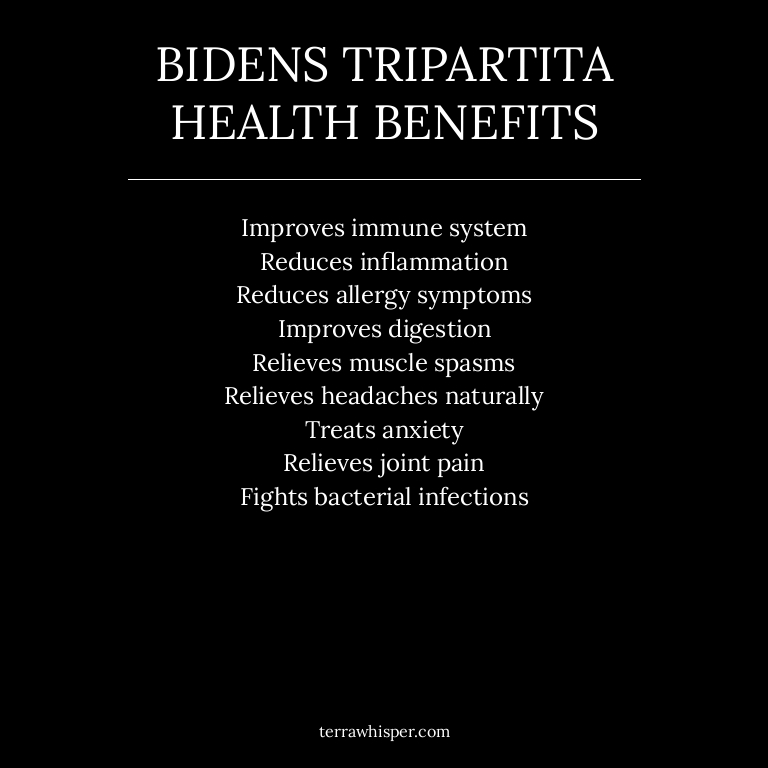 BIDENS TRIPARTITA
HEALTH BENEFITS
Improves immune system
Reduces inflammation
Reduces allergy symptoms
Improves digestion
Relieves muscle spasms
Relieves headaches naturally
Treats anxiety
Relieves joint pain
Fights bacterial infections
terrawhisper.com